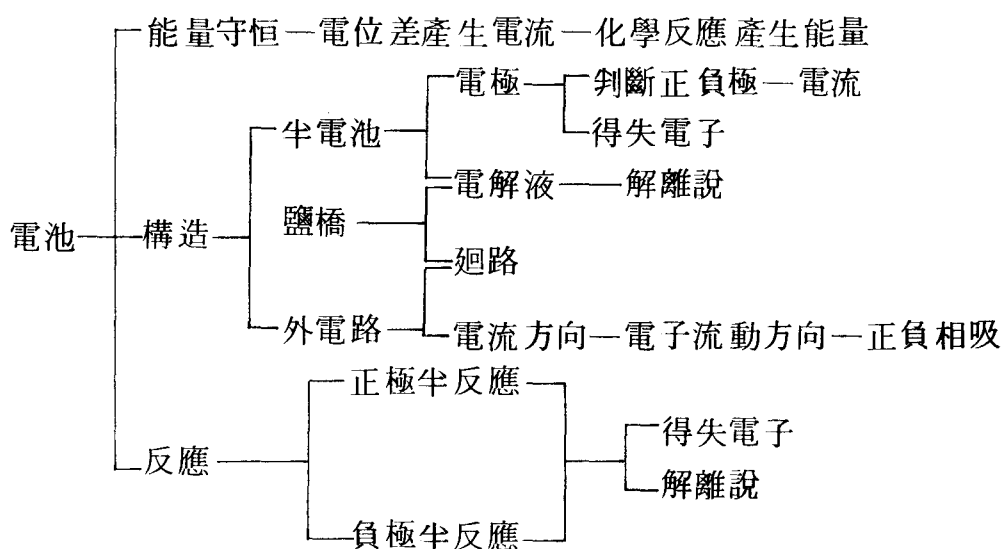 能量守恒—電位差產生電流—化學反應產生能量
電極 判斷正負極—電流
半電池 得失電子
電解液 解離說
鹽橋
電池 構造
廻路
外電路
電流方向—電子流動方向—正負相吸
正極半反應
得失電子
反應
解離說
負極半反應